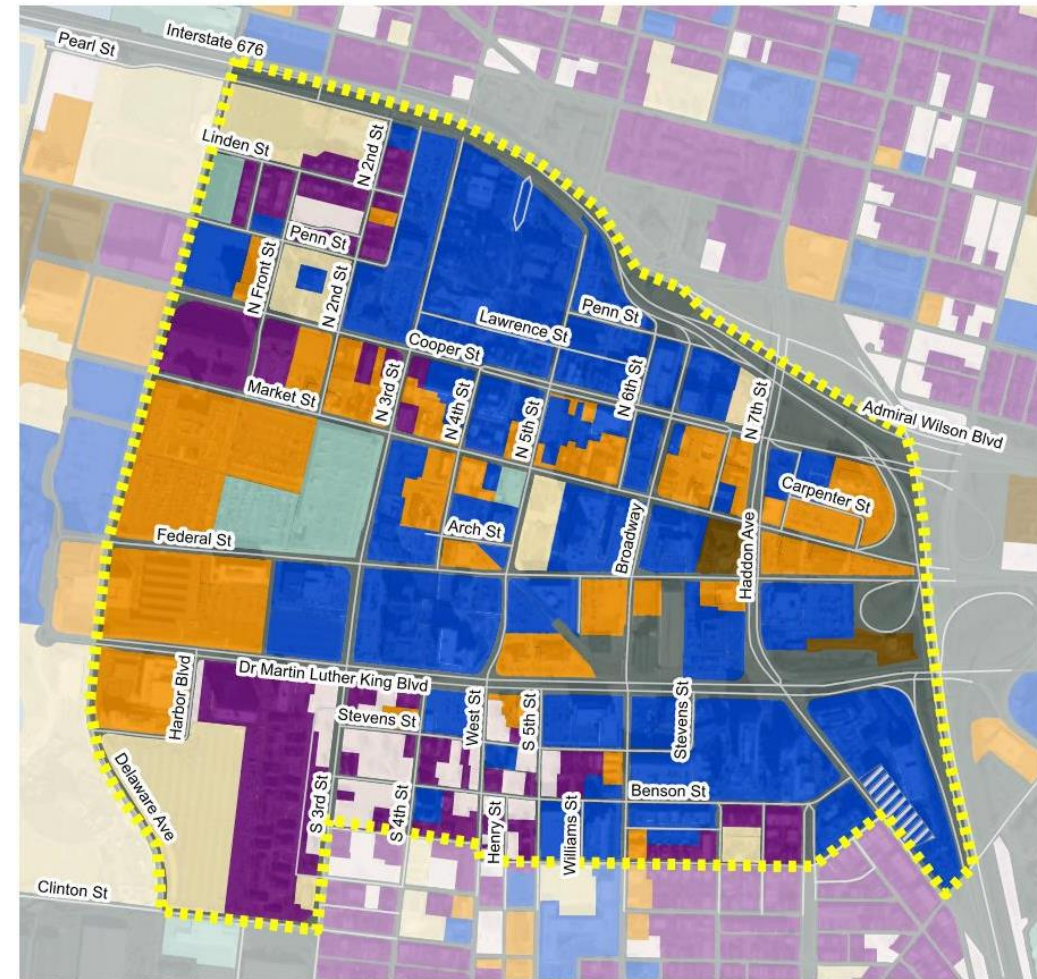 Interstate 676
Pearl St
Linden St
N 2nd St
Penn St
N Front St
N 2nd St
Penn St
Lawrence St
Cooper St
N 3rd St
N 4th St
N 5th St
N 6th St
N 7th St
Market St
Admiral Wilson Blvd
Carpenter St
Arch St
Federal St
Broadway
Haddon Ave
Dr Martin Luther King Blvd
Harbor Blvd
Stevens St
West St
S 5th St
Stevens St
Delaware Ave
S 3rd St
S 4th St
Henry St
Williams St
Benson St
Clinton St